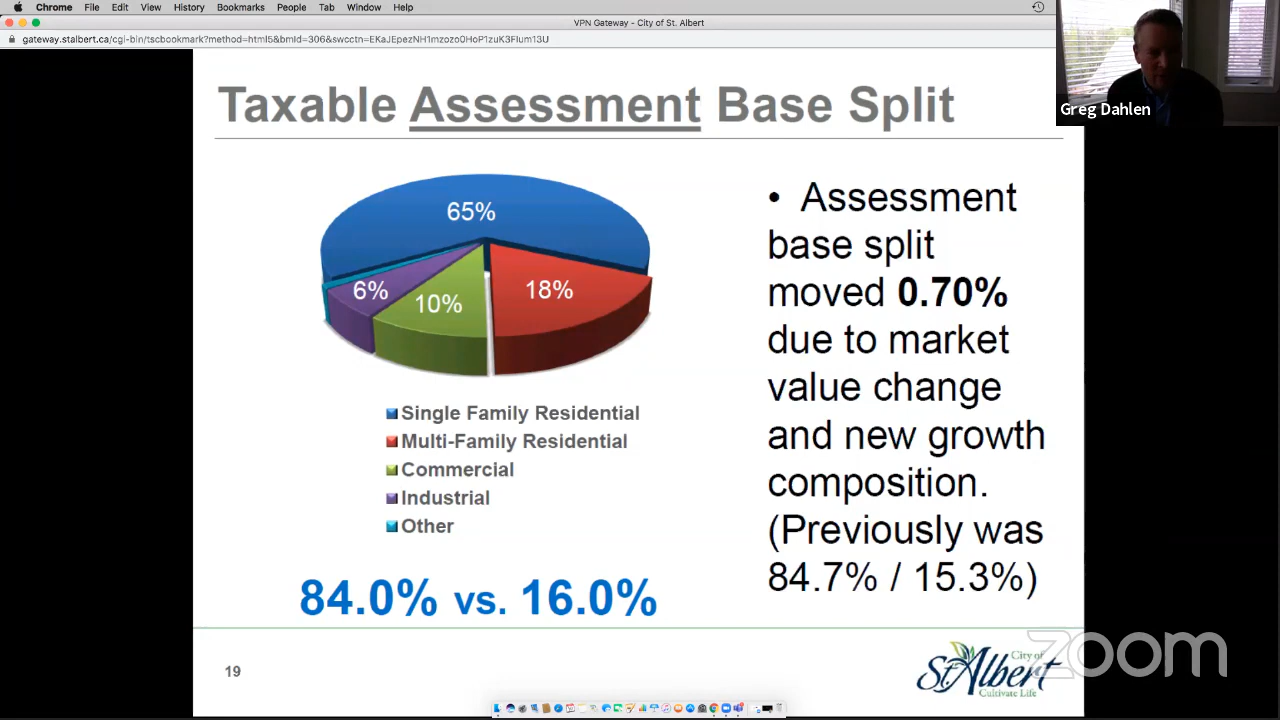 Chrome File Edit View History Bookmarks People Tab Window Help
VPN Gateway - City of St. Albert
Greg Dahlen
Taxable Assessment Base Split
65%
6%
10%
18%
Single Family Residential
Multi-Family Residential
Commercial
Industrial
Other
84.0% vs. 16.0%
• Assessment
base split
moved 0.70%
due to market
value change
and new growth
composition.
(Previously was
84.7% / 15.3%)
19
City of
St. Albert
Cultivate Life
zoom